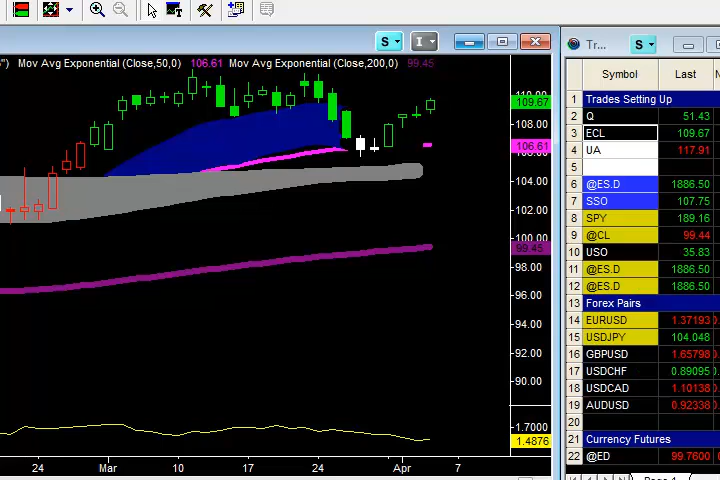 S
I
Tr...
S
") Mov Avg Exponential (Close,50,0) 106.61 Mov Avg Exponential (Close,200,0) 99.45
Symbol Last
110.00
109.67
108.00
106.61
104.00
102.00
100.00
99.45
98.00
96.00
94.00
92.00
90.00
1.7000
1.4876
24 Mar 10 17 24 Apr 7
1 Trades Setting Up
2 Q 51.43
3 ECL 109.67
4 UA 117.91
5
6 @ES.D 1886.50
7 SSO 107.75
8 SPY 189.16
9 @CL 99.44
10 USO 35.83
11 @ES.D 1886.50
12 @ES.D 1886.50
13 Forex Pairs
14 EURUSD 1.37193
15 USDJPY 104.048
16 GBPUSD 1.65798
17 USDCHF 0.89095
18 USDCAD 1.10138
19 AUDUSD 0.92338
20
21 Currency Futures
22 @ED 99.7600
Page 1